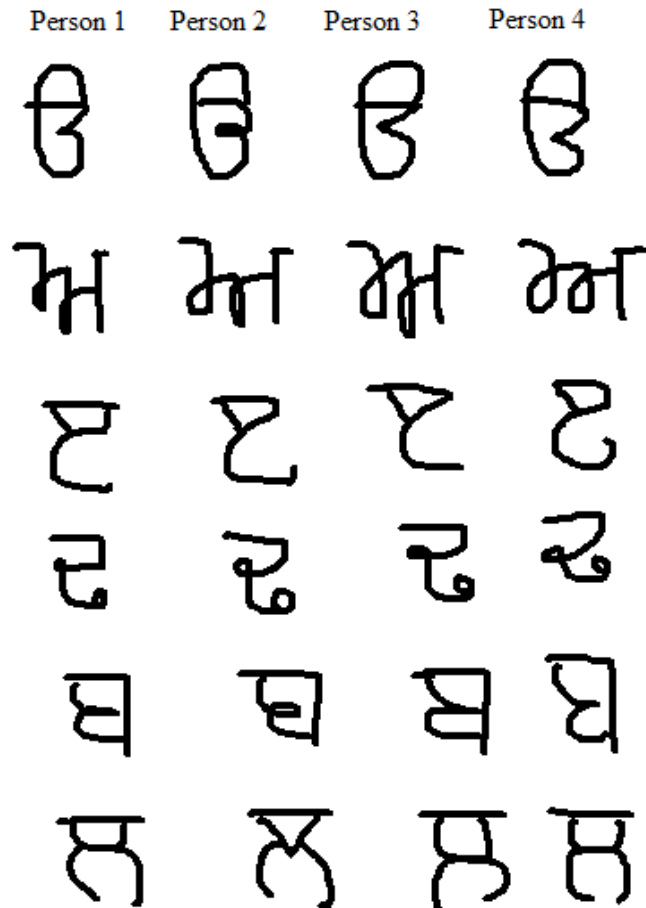 Person 1 Person 2 Person 3 Person 4
ੳ ੳ ੳ ੳ
ਅ ਅ ਅ ਅ
ਹ ਹ ਹ ਹ
ਙ ਙ ਙ ਙ
ਘ ਘ ਘ ਘ
ਲ ਲ ਲ ਲ